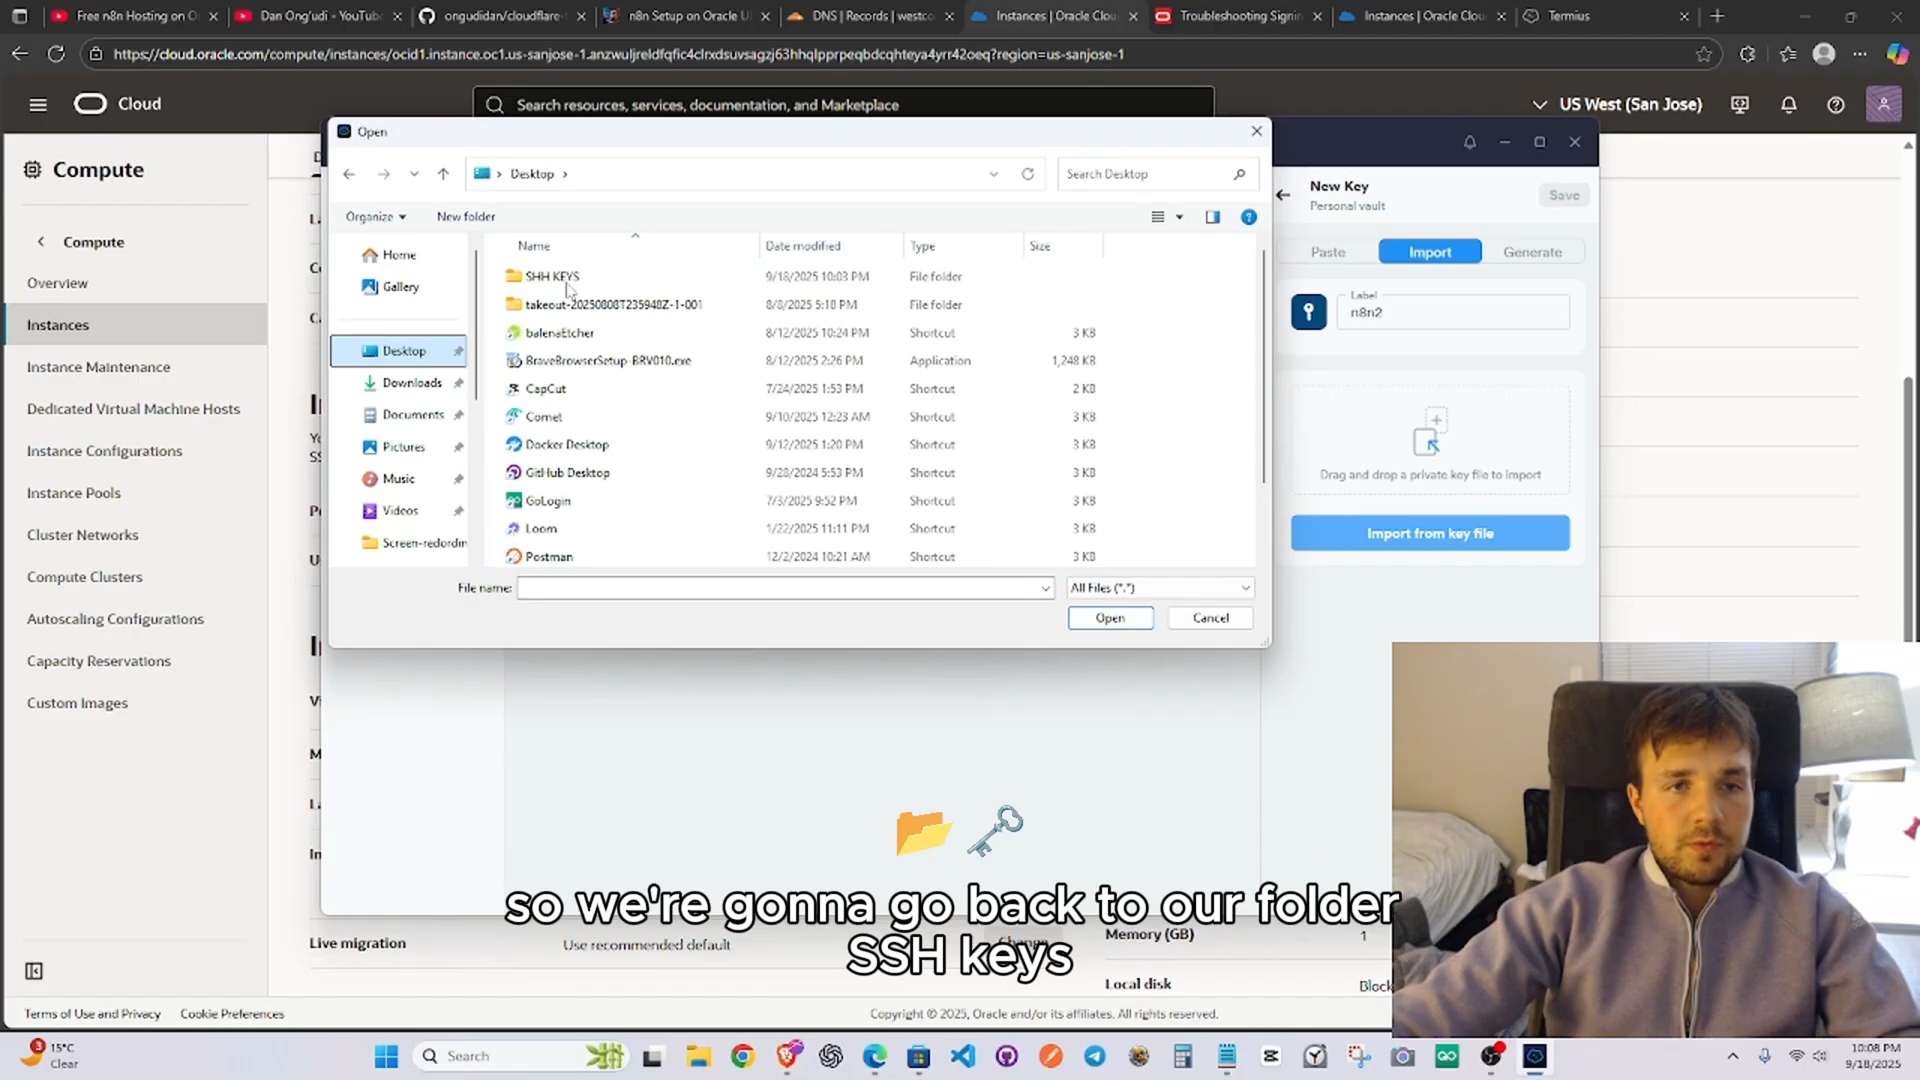 Free n8n Hosting on O
Dan Ong'udi - YouTube
ongudidan/cloudflare-
n8n Setup on Oracle U
DNS | Records | westco
Instances | Oracle Clou
Troubleshooting Signin
Instances | Oracle Clou
Termius
https://cloud.oracle.com/compute/instances/ocid1.instance.oc1.us-sanjose-1.anzwuljreldfqfic4clrxdsuvsagzj63hhqlpprpeqbdcqhteya4yrr42oeq?region=us-sanjose-1
Cloud
Search resources, services, documentation, and Marketplace
US West (San Jose)
Compute
Compute
Overview
Instances
Instance Maintenance
Dedicated Virtual Machine Hosts
Instance Configurations
Instance Pools
Cluster Networks
Compute Clusters
Autoscaling Configurations
Capacity Reservations
Custom Images
Open
Desktop
Search Desktop
Organize
New folder
Home
Gallery
Desktop
Downloads
Documents
Pictures
Music
Videos
Screen-redordin
Name Date modified Type Size
SHH KEYS 9/18/2025 10:03 PM File folder
takeout-20250808T235948Z-1-001 8/8/2025 5:18 PM File folder
balenaEtcher 8/12/2025 10:24 PM Shortcut 3 KB
BraveBrowserSetup-BRV010.exe 8/12/2025 2:26 PM Application 1,248 KB
CapCut 7/24/2025 1:53 PM Shortcut 2 KB
Comet 9/10/2025 12:23 AM Shortcut 3 KB
Docker Desktop 9/12/2025 1:20 PM Shortcut 3 KB
GitHub Desktop 9/28/2024 5:53 PM Shortcut 3 KB
GoLogin 7/3/2025 9:52 PM Shortcut 3 KB
Loom 1/22/2025 11:11 PM Shortcut 3 KB
Postman 12/2/2024 10:21 AM Shortcut 3 KB
File name:
All Files (*.*)
Open
Cancel
New Key
Personal vault
Save
Paste
Import
Generate
Label
n8n2
Drag and drop a private key file to import
Import from key file
so we're gonna go back to our folder
SSH keys
Live migration
Use recommended default
Change
Memory (GB)
1
Local disk
Block
Terms of Use and Privacy
Cookie Preferences
Copyright © 2025, Oracle and/or its affiliates. All rights reserved.
3
15°C
Clear
Search
10:08 PM
9/18/2025